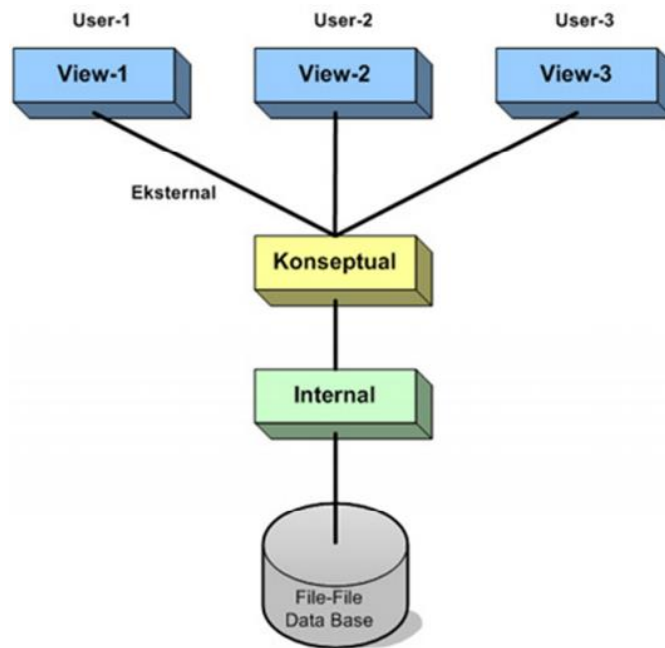 User-1
User-2
User-3
View-1
View-2
View-3
Eksternal
Konseptual
Internal
File-File
Data Base